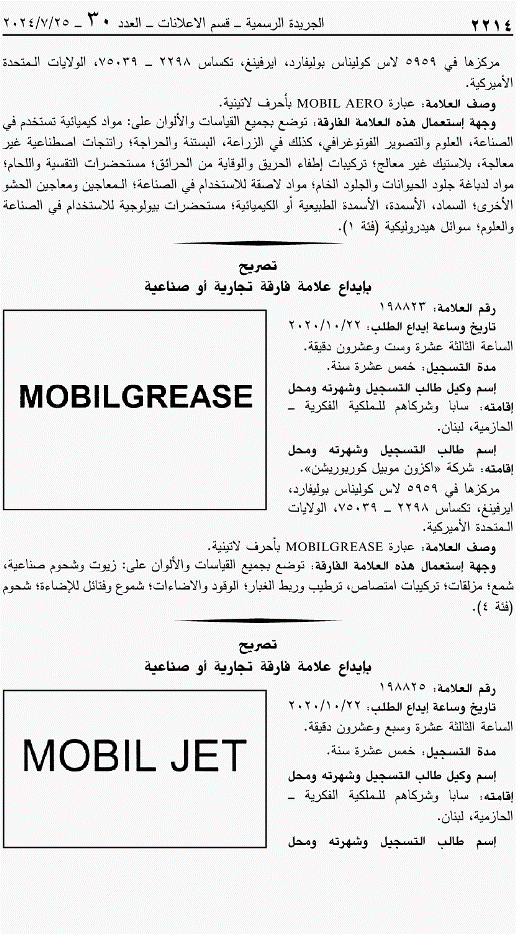 ٢٢١٤
الجريدة الرسمية ــ قسم الاعلانات ــ العدد ٣٠ ــ ٢٠٢٤/٧/٢٥
مركزها في ٥٩٥٩ لاس كوليناس بوليفارد، ايرفينغ، تكساس ٢٢٩٨ ــ ٧٥٠٣٩، الولايات المتحدة
الأميركية.
وصف العلامة: عبارة MOBIL AERO بأحرف لاتينية.
وجهة إستعمال هذه العلامة الفارقة: توضع بجميع القياسات والألوان على: مواد كيميائية تستخدم في
الصناعة، العلوم والتصوير الفوتوغرافي، كذلك في الزراعة، البستنة والحراجة؛ راتنجات اصطناعية غير
معالجة، بلاستيك غير معالج؛ تركيبات إطفاء الحريق والوقاية من الحرائق؛ مستحضرات التقسية واللحام؛
مواد لدباغة جلود الحيوانات والجلود الخام؛ مواد لاصقة للاستخدام في الصناعة؛ المعاجين ومعاجين الحشو
الأخرى؛ السماد، الأسمدة، الأسمدة الطبيعية أو الكيميائية؛ مستحضرات بيولوجية للاستخدام في الصناعة
والعلوم؛ سوائل هيدروليكية (فئة ١).
تصريح
بإيداع علامة فارقة تجارية أو صناعية
رقم العلامة: ١٩٨٨٢٣
تاريخ وساعة إيداع الطلب: ٢٠٢٠/١٠/٢٢
الساعة الثالثة عشرة وست وعشرون دقيقة.
مدة التسجيل: خمس عشرة سنة.
إسم وكيل طالب التسجيل وشهرته ومحل
إقامته: سابا وشركاهم للملكية الفكرية ــ
الحازمية، لبنان.
إسم طالب التسجيل وشهرته ومحل
إقامته: شركة «اكزون موبيل كوربوريشن».
مركزها في ٥٩٥٩ لاس كوليناس بوليفارد،
ايرفينغ، تكساس ٢٢٩٨ ــ ٧٥٠٣٩، الولايات
المتحدة الأميركية.
MOBILGREASE
وصف العلامة: عبارة MOBILGREASE بأحرف لاتينية.
وجهة إستعمال هذه العلامة الفارقة: توضع بجميع القياسات والألوان على: زيوت وشحوم صناعية،
شمع؛ مزلقات؛ تركيبات امتصاص، ترطيب وربط الغبار؛ الوقود والاضاءات؛ شموع وفتائل للإضاءة؛ شحوم
(فئة ٤).
تصريح
بإيداع علامة فارقة تجارية أو صناعية
رقم العلامة: ١٩٨٨٢٥
تاريخ وساعة إيداع الطلب: ٢٠٢٠/١٠/٢٢
الساعة الثالثة عشرة وسبع وعشرون دقيقة.
مدة التسجيل: خمس عشرة سنة.
إسم وكيل طالب التسجيل وشهرته ومحل
إقامته: سابا وشركاهم للملكية الفكرية ــ
الحازمية، لبنان.
إسم طالب التسجيل وشهرته ومحل
MOBIL JET